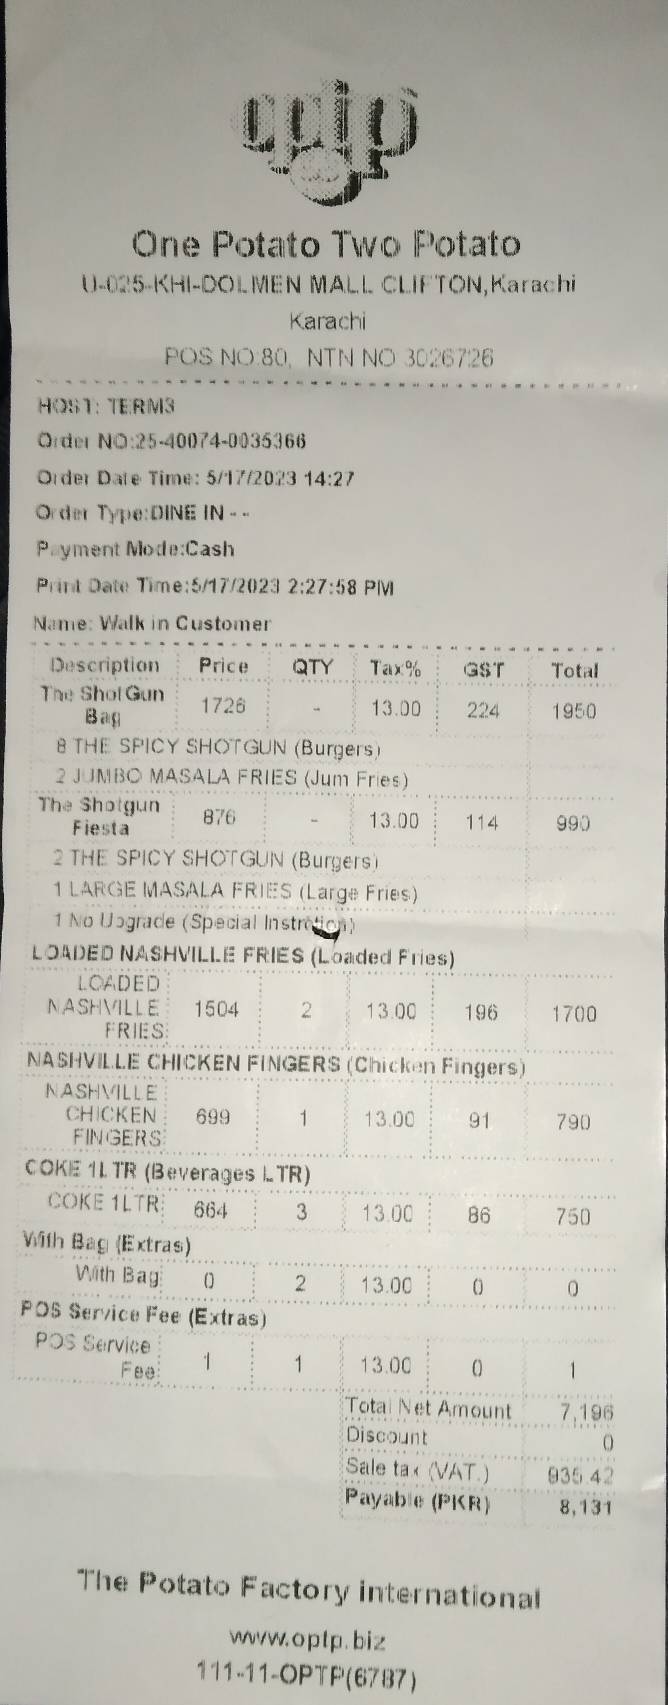 optp
One Potato Two Potato
U-025-KHI-DOLMEN MALL CLIFTON,Karachi
Karachi
POS NO:80, NTN NO 3026726
HOST: TERM3
Order NO:25-40074-0035366
Order Date Time: 5/17/2023 14:27
Order Type:DINE IN - -
Payment Mode:Cash
Print Date Time:5/17/2023 2:27:58 PM
Name: Walk in Customer
Description Price QTY Tax% GST Total
The ShotGun Bag 1726 - 13.00 224 1950
8 THE SPICY SHOTGUN (Burgers)
2 JUMBO MASALA FRIES (Jum Fries)
The Shotgun Fiesta 876 - 13.00 114 990
2 THE SPICY SHOTGUN (Burgers)
1 LARGE MASALA FRIES (Large Fries)
1 No Upgrade (Special Instrction)
LOADED NASHVILLE FRIES (Loaded Fries)
LOADED NASHVILLE FRIES 1504 2 13.00 196 1700
NASHVILLE CHICKEN FINGERS (Chicken Fingers)
NASHVILLE CHICKEN FINGERS 699 1 13.00 91 790
COKE 1LTR (Beverages LTR)
COKE 1LTR 664 3 13.00 86 750
With Bag (Extras)
With Bag 0 2 13.00 0 0
POS Service Fee (Extras)
POS Service Fee 1 1 13.00 0 1
Total Net Amount 7,196
Discount 0
Sale tax (VAT.) 935.42
Payable (PKR) 8,131
The Potato Factory international
www.optp.biz
111-11-OPTP(6787)